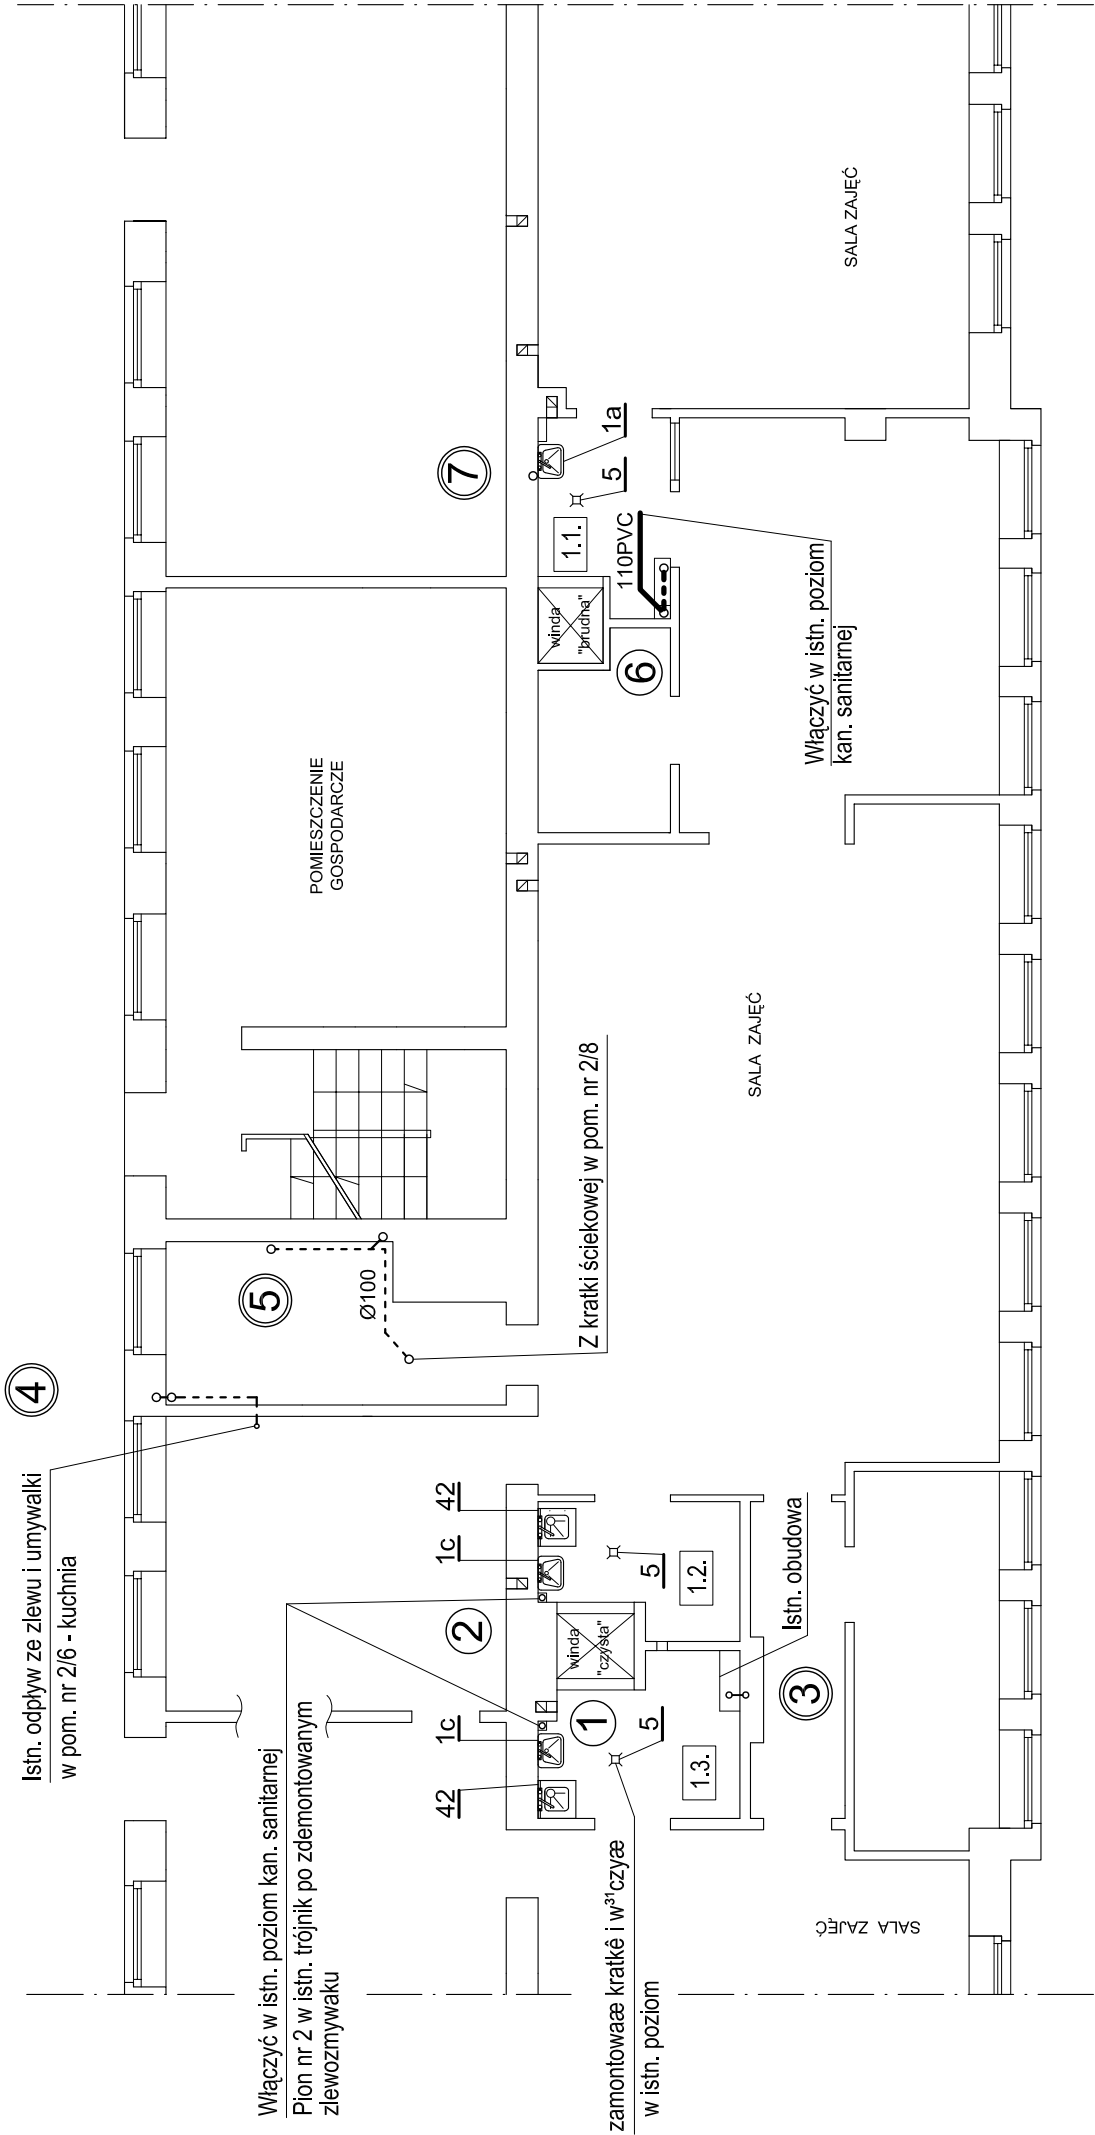 Istn. odpływ ze zlewu i umywalki
w pom. nr 2/6 - kuchnia
4
5
Ø100
Z kratki ściekowej w pom. nr 2/8
POMIESZCZENIE
GOSPODARCZE
7
1a
5
1.1.
110PVC
winda
"brudna"
6
Włączyć w istn. poziom
kan. sanitarnej
SALA ZAJĘĆ
SALA ZAJĘĆ
Włączyć w istn. poziom kan. sanitarnej
Pion nr 2 w istn. trójnik po zdemontowanym
zlewozmywaku
42
1c
2
1c
42
winda
"czysta"
1
5
1.2.
5
1.3.
Istn. obudowa
3
zamontowaæ kratkê i w³¹czyæ
w istn. poziom
SALA ZAJĘĆ